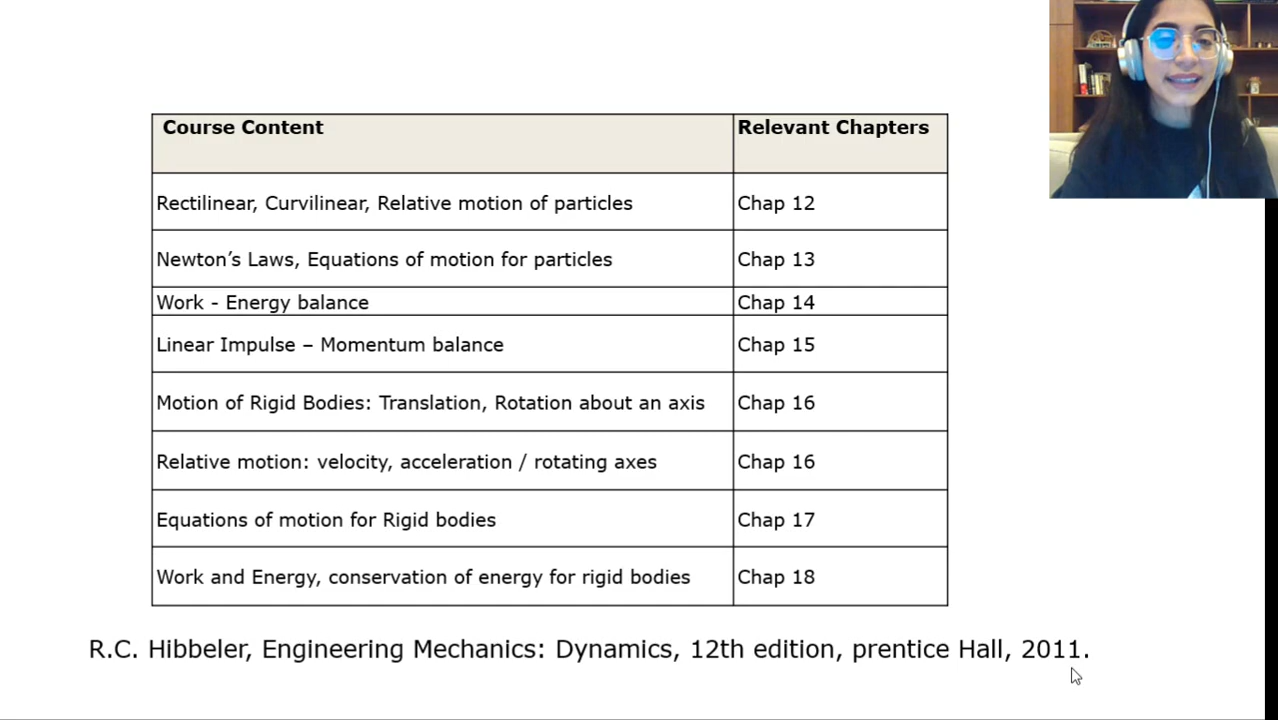 Course Content Relevant Chapters
Rectilinear, Curvilinear, Relative motion of particles Chap 12
Newton’s Laws, Equations of motion for particles Chap 13
Work - Energy balance Chap 14
Linear Impulse – Momentum balance Chap 15
Motion of Rigid Bodies: Translation, Rotation about an axis Chap 16
Relative motion: velocity, acceleration / rotating axes Chap 16
Equations of motion for Rigid bodies Chap 17
Work and Energy, conservation of energy for rigid bodies Chap 18
R.C. Hibbeler, Engineering Mechanics: Dynamics, 12th edition, prentice Hall, 2011.